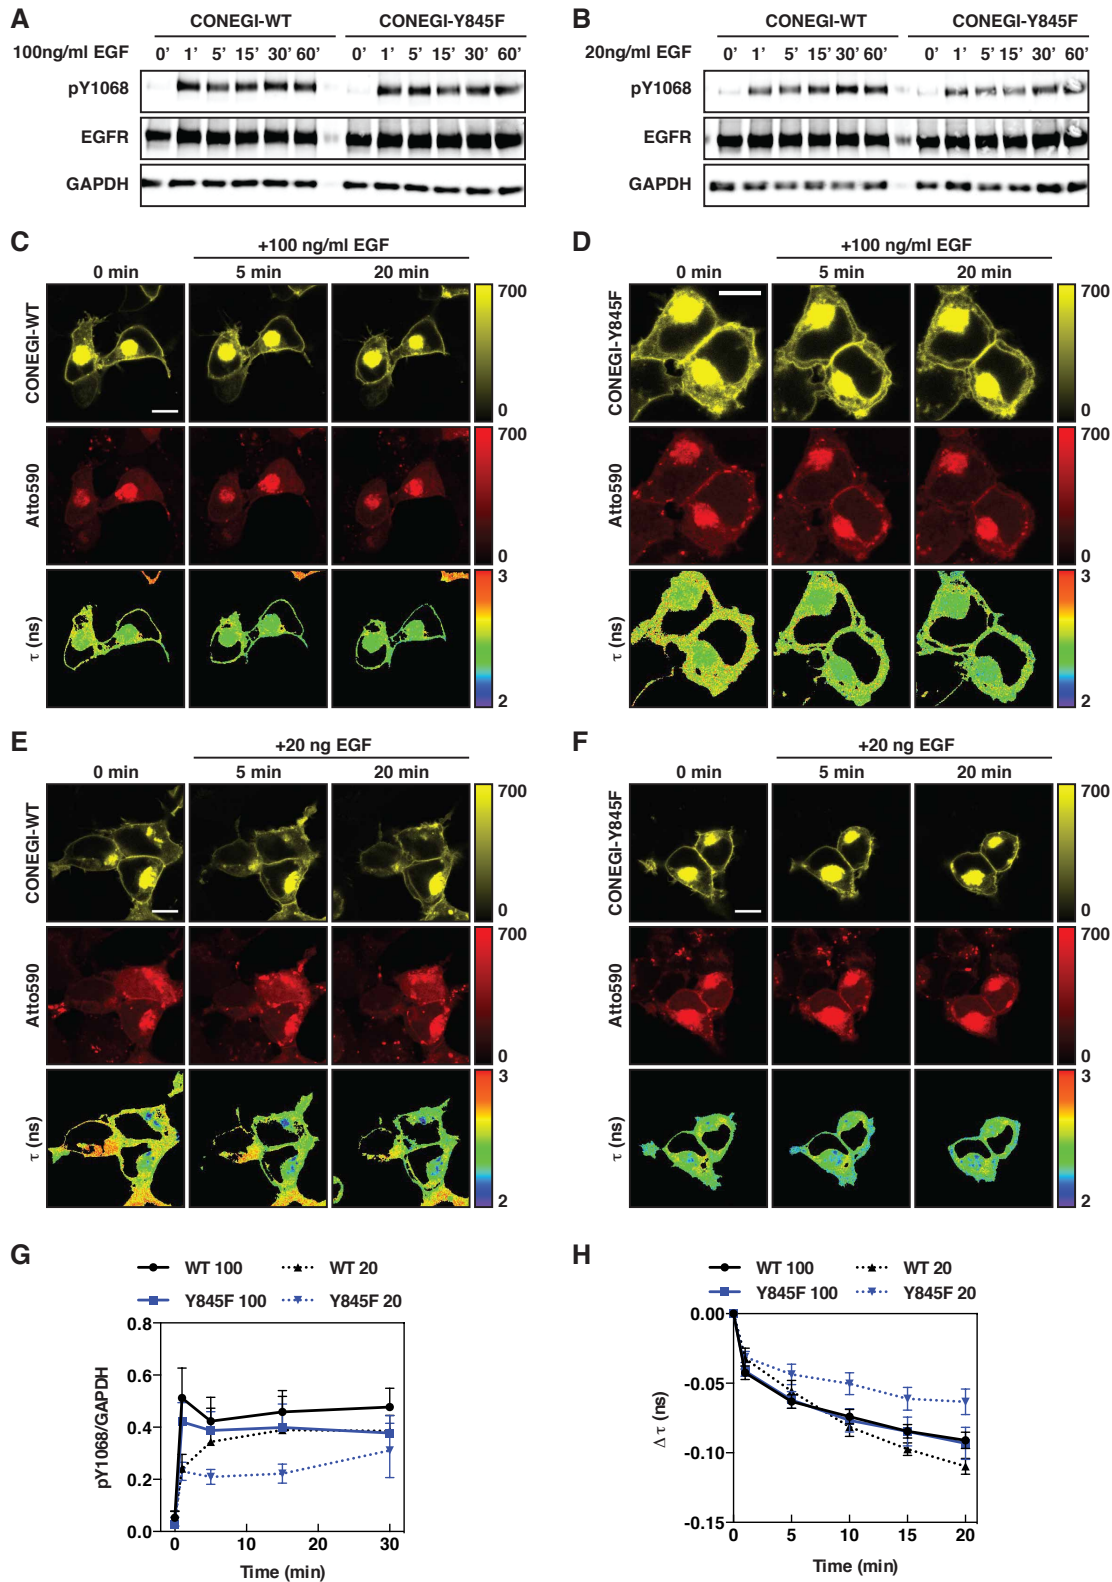 A
CONEGI-WT CONEGI-Y845F
100ng/ml EGF 0’ 1’ 5’ 15’ 30’ 60’ 0’ 1’ 5’ 15’ 30’ 60’
pY1068
EGFR
GAPDH
B
CONEGI-WT CONEGI-Y845F
20ng/ml EGF 0’ 1’ 5’ 15’ 30’ 60’ 0’ 1’ 5’ 15’ 30’ 60’
pY1068
EGFR
GAPDH
C
+100 ng/ml EGF
0 min 5 min 20 min
CONEGI-WT
700
0
Atto590
700
0
τ (ns)
3
2
D
+100 ng/ml EGF
0 min 5 min 20 min
CONEGI-Y845F
700
0
Atto590
700
0
τ (ns)
3
2
E
+20 ng EGF
0 min 5 min 20 min
CONEGI-WT
700
0
Atto590
700
0
τ (ns)
3
2
F
+20 ng EGF
0 min 5 min 20 min
CONEGI-Y845F
700
0
Atto590
700
0
τ (ns)
3
2
G
WT 100 WT 20
Y845F 100 Y845F 20
pY1068/GAPDH
0.8
0.6
0.4
0.2
0.0
0 10 20 30
Time (min)
H
WT 100 WT 20
Y845F 100 Y845F 20
Δ τ (ns)
0.00
-0.05
-0.10
-0.15
0 5 10 15 20
Time (min)